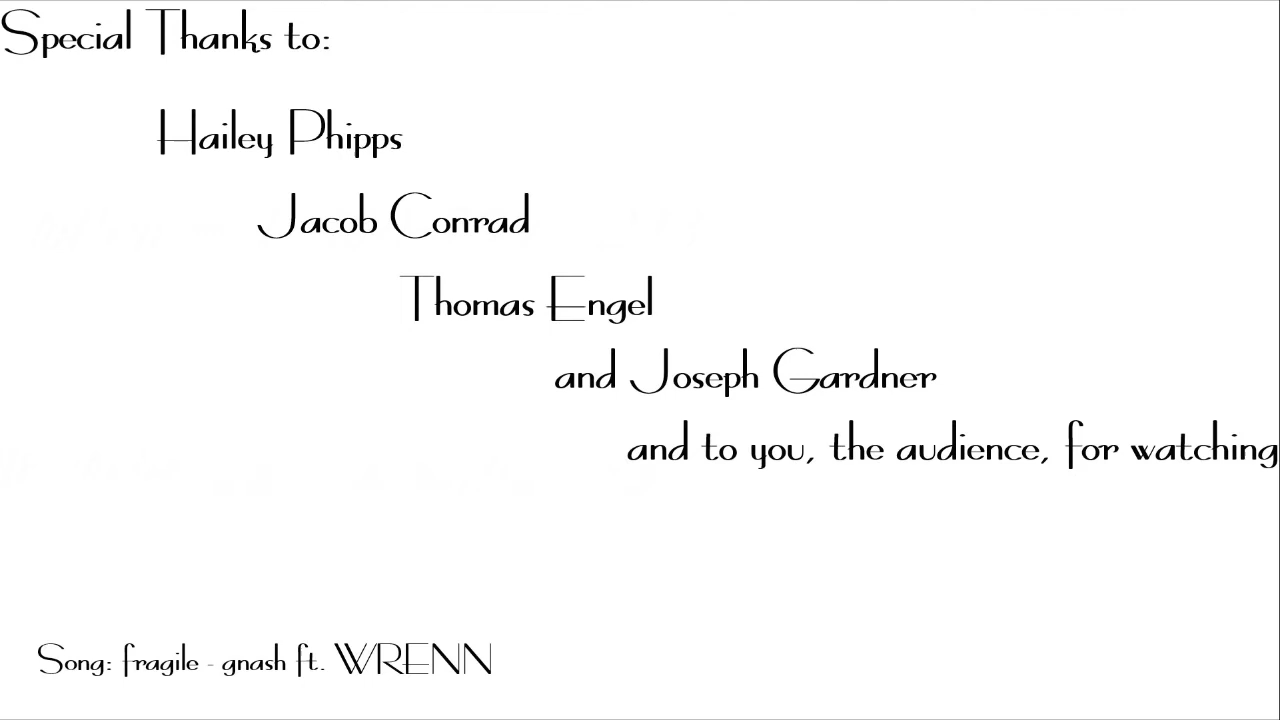 Special Thanks to:
Hailey Phipps
Jacob Conrad
Thomas Engel
and Joseph Gardner
and to you, the audience, for watching
Song: fragile - gnash ft. WRENN